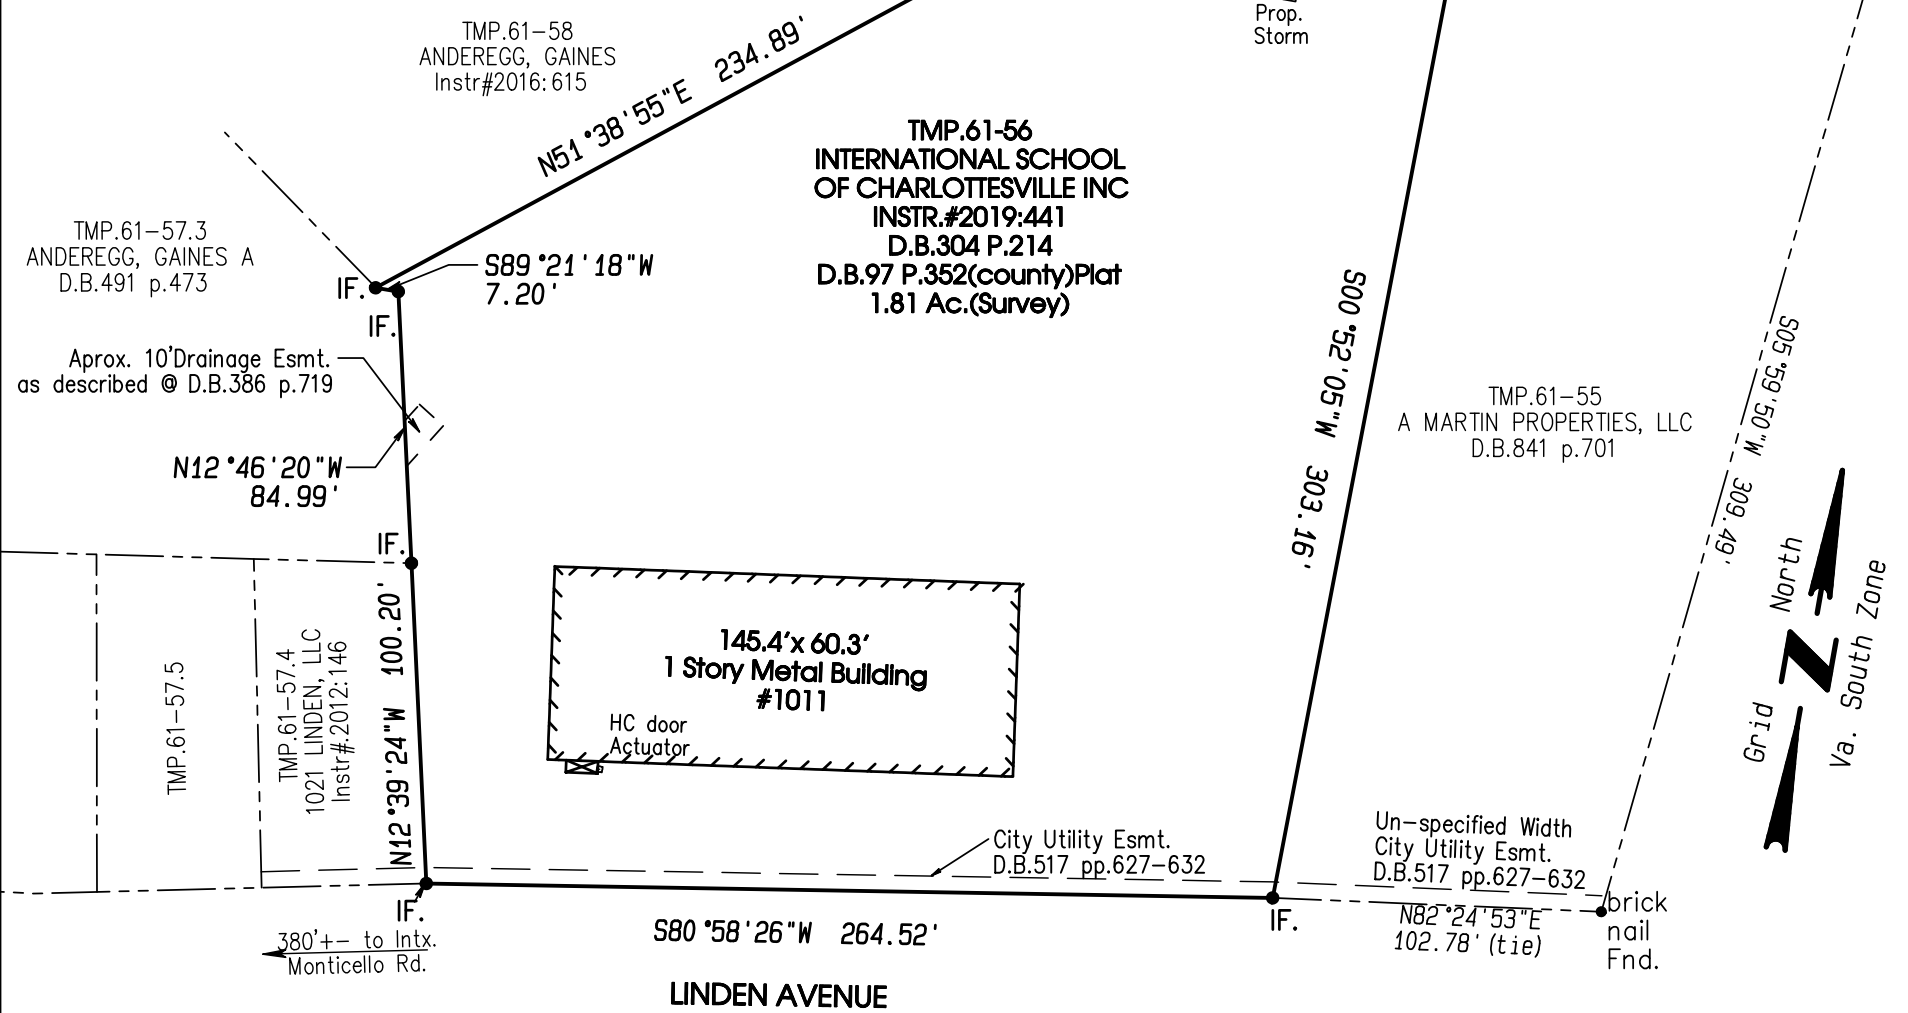 Prop.
Storm
TMP.61-58
ANDEREGG, GAINES
Instr#2016:615
N51°38'55"E 234.89'
TMP.61-56
INTERNATIONAL SCHOOL
OF CHARLOTTESVILLE INC
INSTR.#2019:441
D.B.304 P.214
D.B.97 P.352(county)Plat
1.81 Ac.(Survey)
TMP.61-57.3
ANDEREGG, GAINES A
D.B.491 p.473
IF.
S89°21'18"W
7.20'
IF.
Aprox. 10'Drainage Esmt.
as described @ D.B.386 p.719
N12°46'20"W
84.99'
S00°52'05"W 303.16'
TMP.61-55
A MARTIN PROPERTIES, LLC
D.B.841 p.701
S05°59'50"W 309.49'
IF.
TMP.61-57.5
TMP.61-57.4
1021 LINDEN, LLC
Instr#.2012:146
N12°39'24"W 100.20'
145.4'x 60.3'
1 Story Metal Building
#1011
HC door
Actuator
Grid North
N
Va. South Zone
City Utility Esmt.
D.B.517 pp.627-632
Un-specified Width
City Utility Esmt.
D.B.517 pp.627-632
IF.
380'+- to Intx.
Monticello Rd.
S80°58'26"W 264.52'
IF.
N82°24'53"E
102.78' (tie)
brick
nail
Fnd.
LINDEN AVENUE